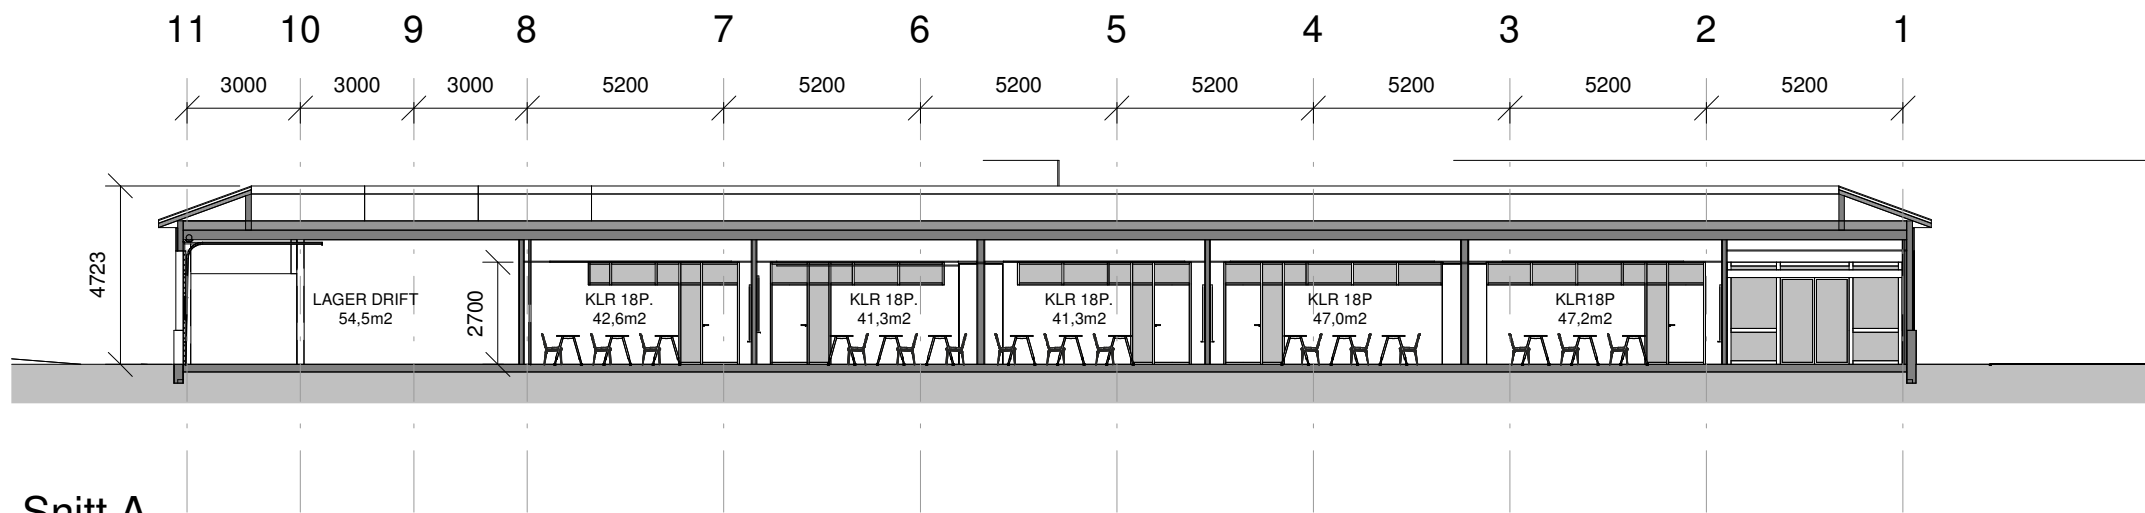 11 10 9 8 7 6 5 4 3 2 1
3000 3000 3000 5200 5200 5200 5200 5200 5200 5200
4723
2700
LAGER DRIFT
54,5m2
KLR 18P.
42,6m2
KLR 18P.
41,3m2
KLR 18P.
41,3m2
KLR 18P
47,0m2
KLR18P
47,2m2
Snitt A